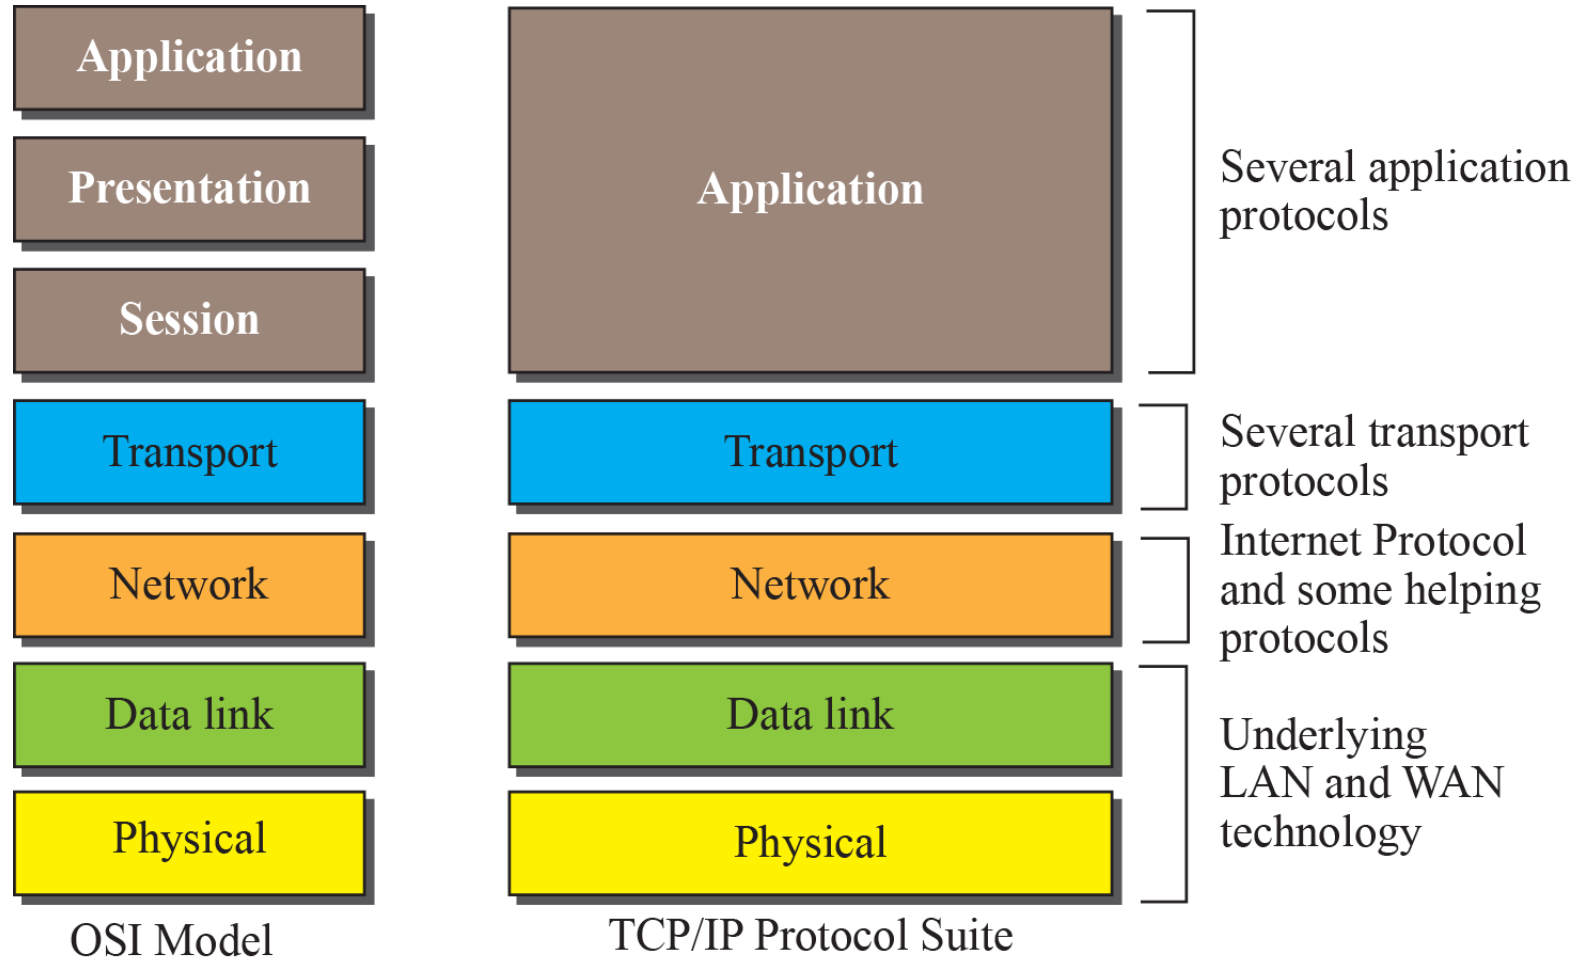 Application
Presentation
Session
Transport
Network
Data link
Physical
OSI Model
Application
Transport
Network
Data link
Physical
TCP/IP Protocol Suite
Several application
protocols
Several transport
protocols
Internet Protocol
and some helping
protocols
Underlying
LAN and WAN
technology